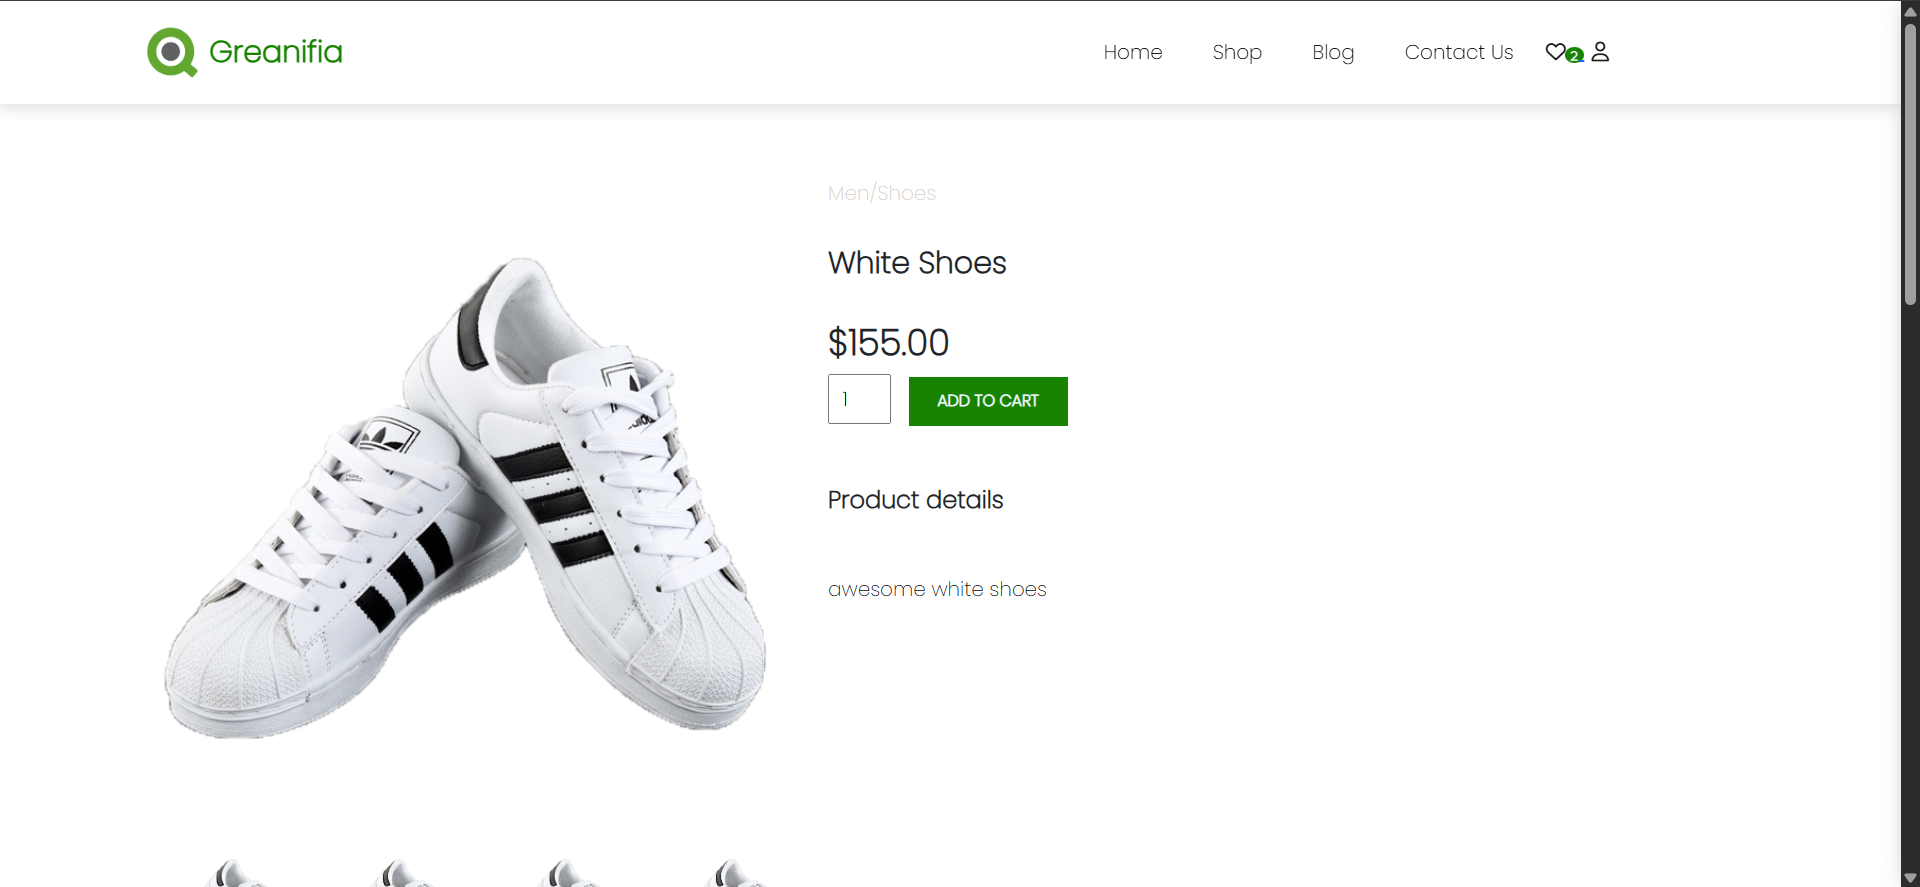 Greanifia
Home Shop Blog Contact Us 2
Men/Shoes
White Shoes
$155.00
1 ADD TO CART
Product details
awesome white shoes